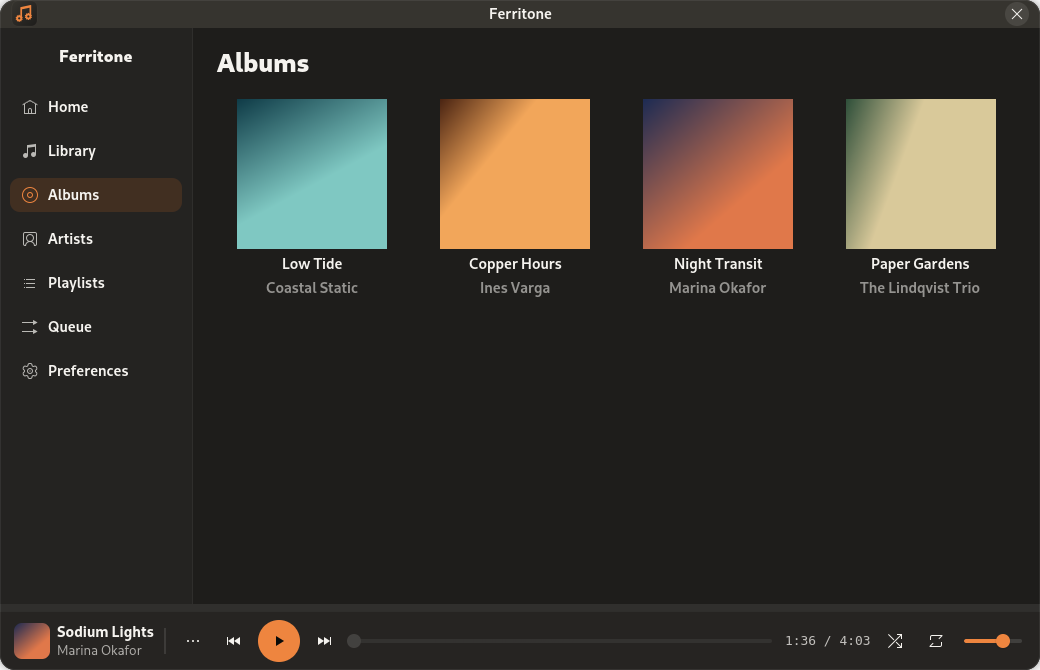 Ferritone
Ferritone
Home
Library
Albums
Artists
Playlists
Queue
Preferences
Albums
Low Tide
Coastal Static
Copper Hours
Ines Varga
Night Transit
Marina Okafor
Paper Gardens
The Lindqvist Trio
Sodium Lights
Marina Okafor
1:36 / 4:03